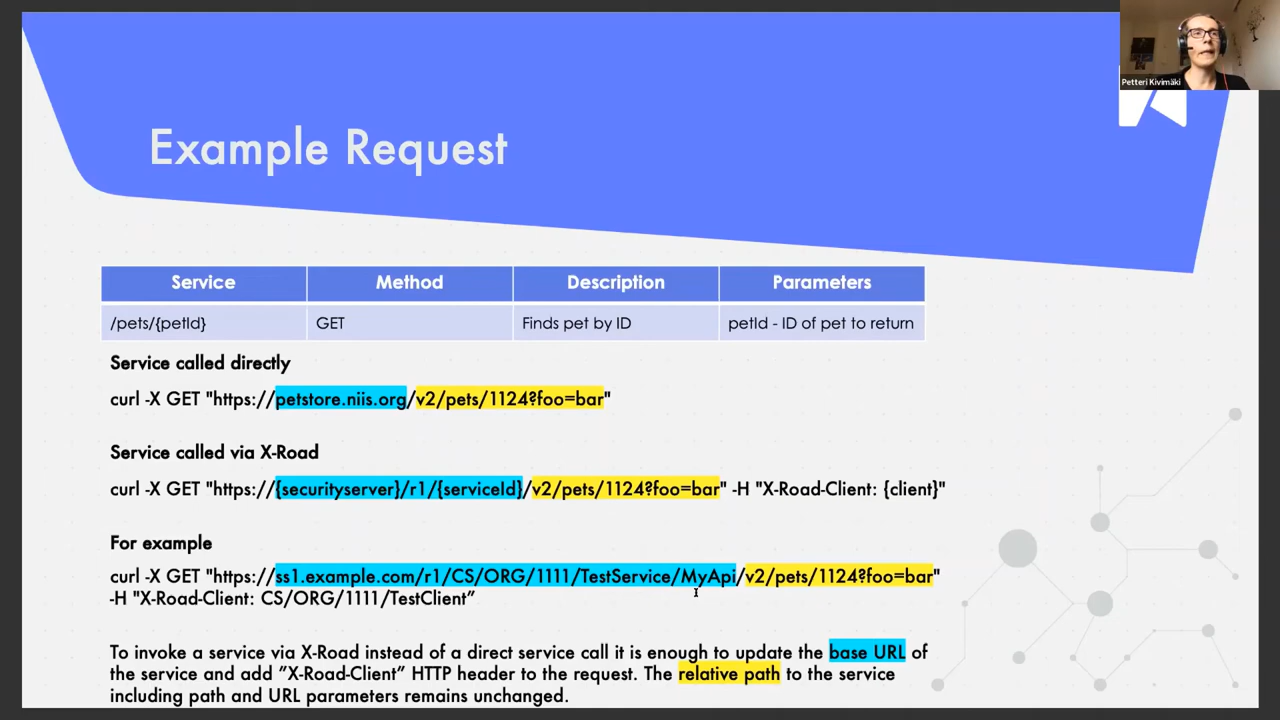 Petteri Kivimäki
Example Request
Service Method Description Parameters
/pets/{petId} GET Finds pet by ID petId - ID of pet to return
Service called directly
curl -X GET "https://petstore.niis.org/v2/pets/1124?foo=bar"
Service called via X-Road
curl -X GET "https://{securityserver}/r1/{serviceId}/v2/pets/1124?foo=bar" -H "X-Road-Client: {client}"
For example
curl -X GET "https://ss1.example.com/r1/CS/ORG/1111/TestService/MyApi/v2/pets/1124?foo=bar"
-H "X-Road-Client: CS/ORG/1111/TestClient”
To invoke a service via X-Road instead of a direct service call it is enough to update the base URL of
the service and add ”X-Road-Client” HTTP header to the request. The relative path to the service
including path and URL parameters remains unchanged.